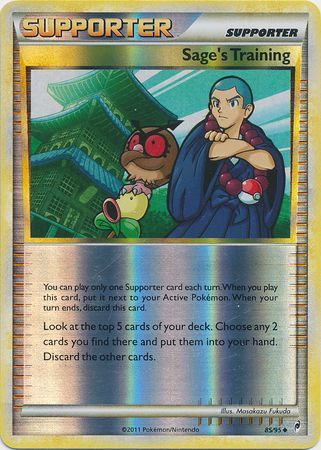 SUPPORTER
SUPPORTER
Sage's Training
You can play only one Supporter card each turn. When you play
this card, put it next to your Active Pokémon. When your
turn ends, discard this card.
Look at the top 5 cards of your deck. Choose any 2
cards you find there and put them into your hand.
Discard the other cards.
Illus. Masakazu Fukuda
©2011 Pokémon/Nintendo
85/95